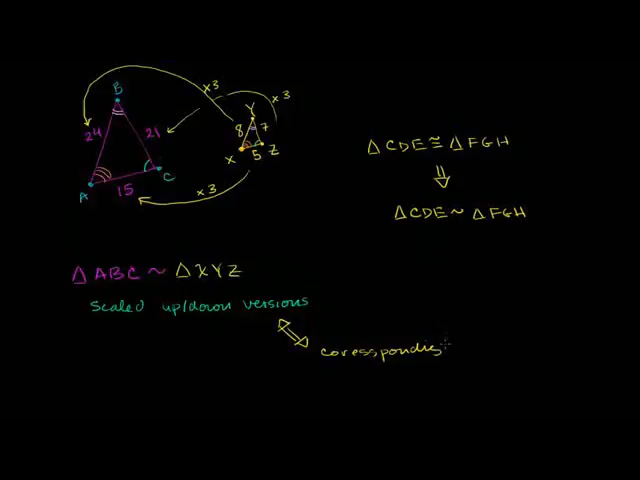 x3
x3
B
Y
24 21
8 7
X 5 Z
A 15 C
x3
△CDE ≅ △FGH
⇓
△CDE ~ △FGH
△ABC ~ △XYZ
Scaled up/down versions
coresspondig